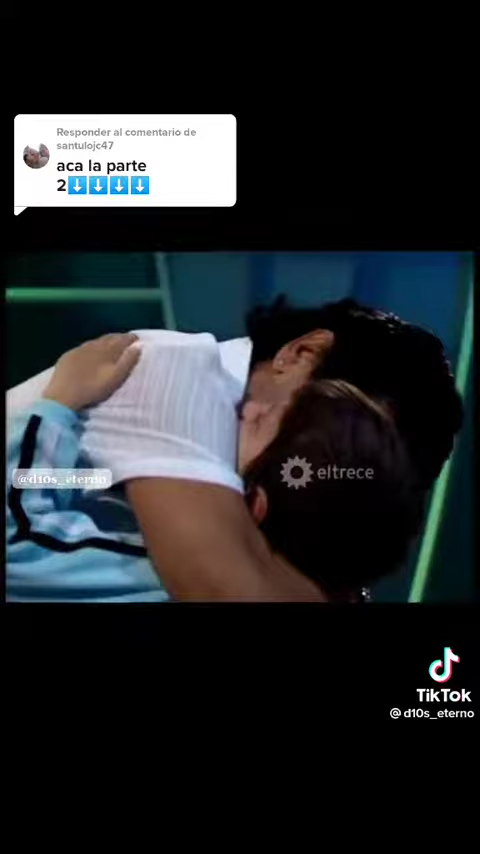 Responder al comentario de
santulojc47
aca la parte
2⬇️⬇️⬇️⬇️
eltrece
@d10s_eterno
TikTok
@d10s_eterno